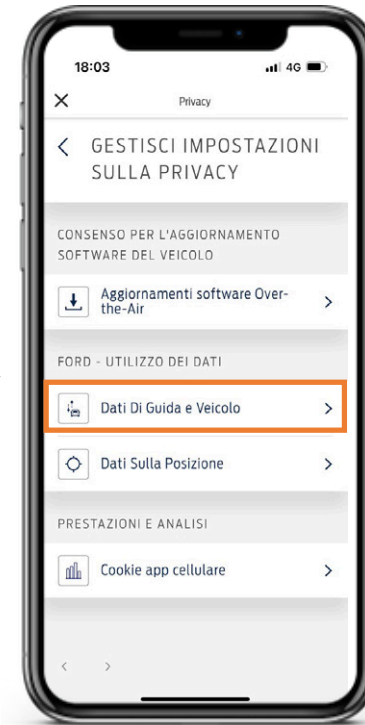 18:03
4G
Privacy
GESTISCI IMPOSTAZIONI
SULLA PRIVACY
CONSENSO PER L'AGGIORNAMENTO
SOFTWARE DEL VEICOLO
Aggiornamenti software Over-
the-Air
FORD - UTILIZZO DEI DATI
Dati Di Guida e Veicolo
Dati Sulla Posizione
PRESTAZIONI E ANALISI
Cookie app cellulare